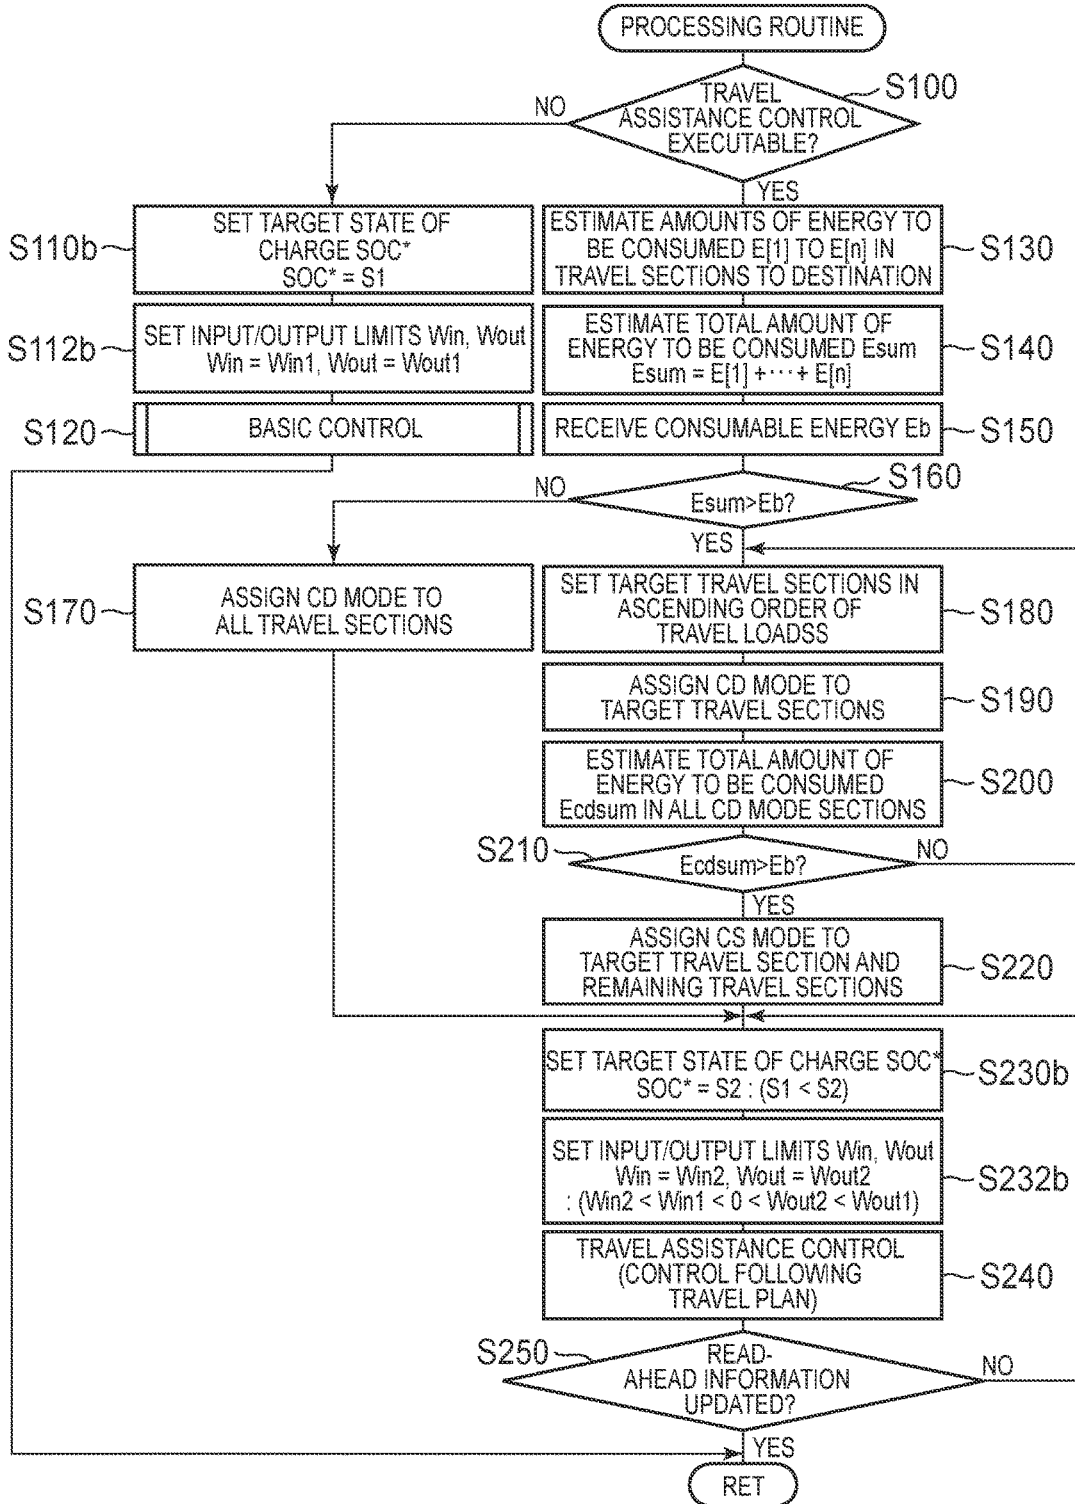 PROCESSING ROUTINE
S100
TRAVEL
ASSISTANCE CONTROL
EXECUTABLE?
NO
YES
S110b
SET TARGET STATE OF
CHARGE SOC*
SOC* = S1
ESTIMATE AMOUNTS OF ENERGY TO
BE CONSUMED E[1] TO E[n] IN
TRAVEL SECTIONS TO DESTINATION
S130
S112b
SET INPUT/OUTPUT LIMITS Win, Wout
Win = Win1, Wout = Wout1
ESTIMATE TOTAL AMOUNT OF
ENERGY TO BE CONSUMED Esum
Esum = E[1] +···+ E[n]
S140
S120
BASIC CONTROL
RECEIVE CONSUMABLE ENERGY Eb
S150
S160
Esum>Eb?
NO
YES
S170
ASSIGN CD MODE TO
ALL TRAVEL SECTIONS
SET TARGET TRAVEL SECTIONS IN
ASCENDING ORDER OF
TRAVEL LOADSS
S180
ASSIGN CD MODE TO
TARGET TRAVEL SECTIONS
S190
ESTIMATE TOTAL AMOUNT OF
ENERGY TO BE CONSUMED
Ecdsum IN ALL CD MODE SECTIONS
S200
S210
Ecdsum>Eb?
NO
YES
ASSIGN CS MODE TO
TARGET TRAVEL SECTION AND
REMAINING TRAVEL SECTIONS
S220
SET TARGET STATE OF CHARGE SOC*
SOC* = S2 : (S1 < S2)
S230b
SET INPUT/OUTPUT LIMITS Win, Wout
Win = Win2, Wout = Wout2
: (Win2 < Win1 < 0 < Wout2 < Wout1)
S232b
TRAVEL ASSISTANCE CONTROL
(CONTROL FOLLOWING
TRAVEL PLAN)
S240
S250
READ-
AHEAD INFORMATION
UPDATED?
NO
YES
RET